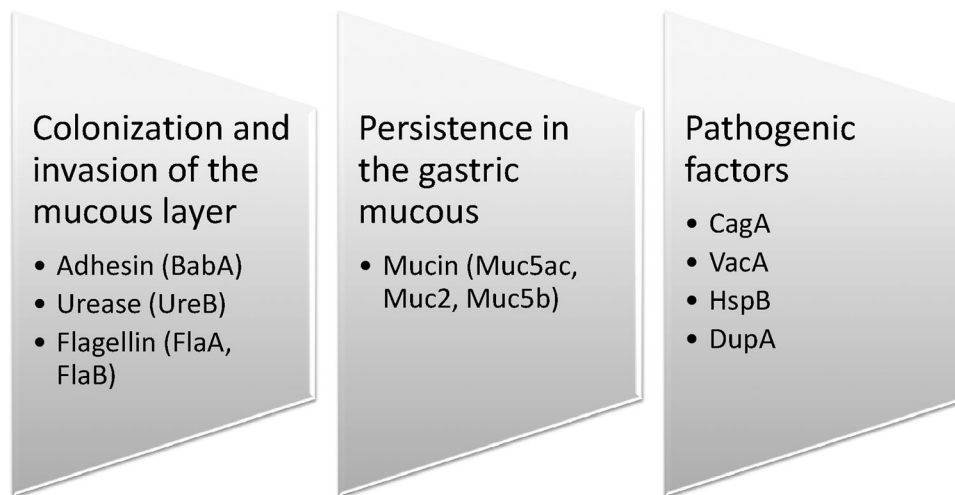 Colonization and
invasion of the
mucous layer
• Adhesin (BabA)
• Urease (UreB)
• Flagellin (FlaA,
FlaB)
Persistence in
the gastric
mucous
• Mucin (Muc5ac,
Muc2, Muc5b)
Pathogenic
factors
• CagA
• VacA
• HspB
• DupA